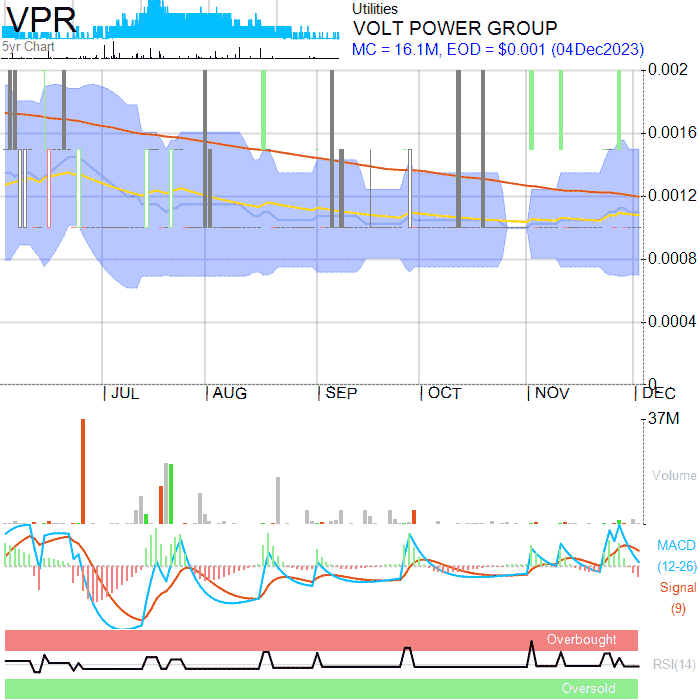 VPR
5yr Chart
Utilities
VOLT POWER GROUP
MC = 16.1M, EOD = $0.001 (04Dec2023)
0.002
0.0016
0.0012
0.0008
0.0004
0
JUL AUG SEP OCT NOV DEC
37M
Volume
MACD
(12-26)
Signal
(9)
Overbought
RSI(14)
Oversold